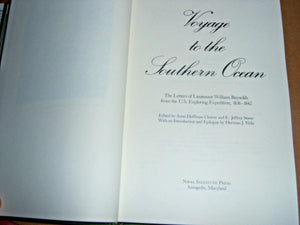 Voyage
to the
Southern Ocean
The Letters of Lieutenant William Reynolds
from the U.S. Exploring Expedition, 1838–1842
Edited by Anne Hoffman Cleaver and E. Jeffrey Stann
With an Introduction and Epilogue by Herman J. Viola
Naval Institute Press
Annapolis, Maryland